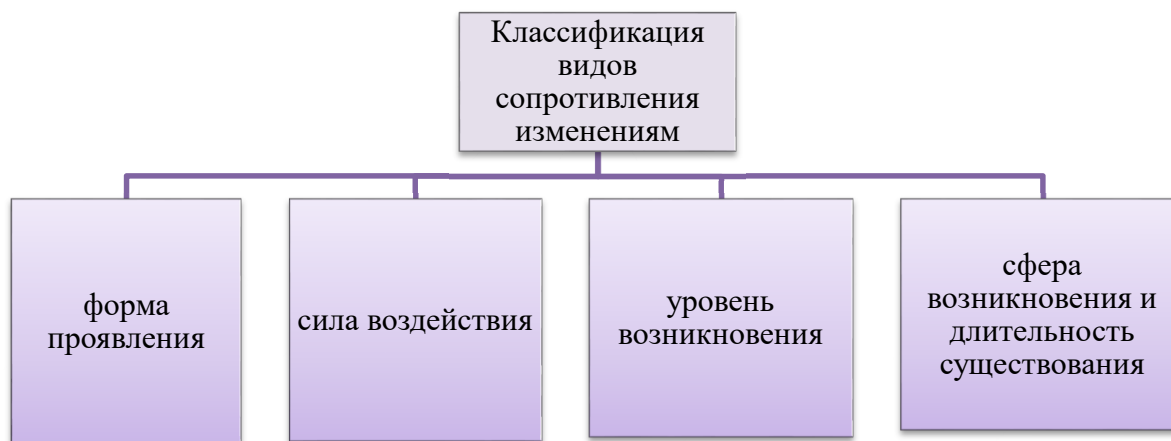 Классификация
видов
сопротивления
изменениям
форма
проявления
сила воздействия
уровень
возникновения
сфера
возникновения и
длительность
существования